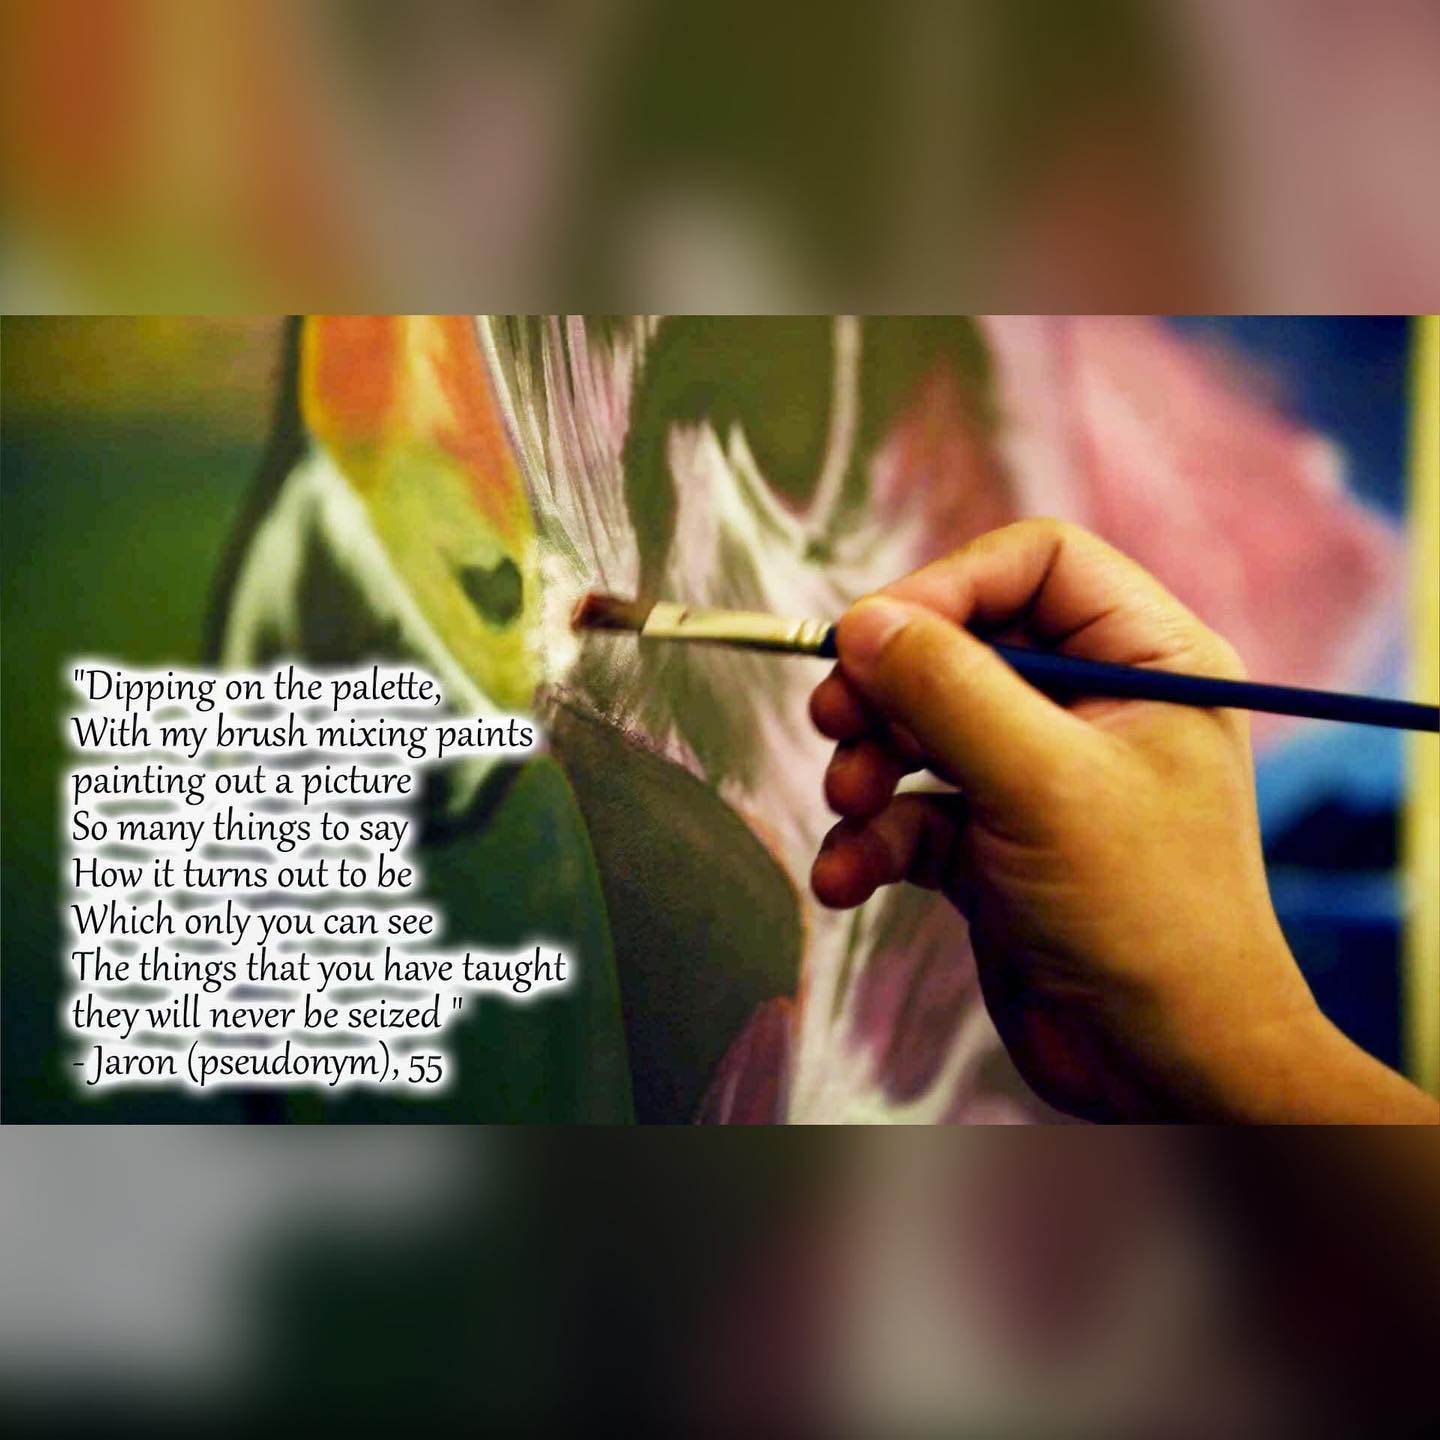 "Dipping on the palette,
With my brush mixing paints
painting out a picture
So many things to say
How it turns out to be
Which only you can see
The things that you have taught
they will never be seized "
- Jaron (pseudonym), 55